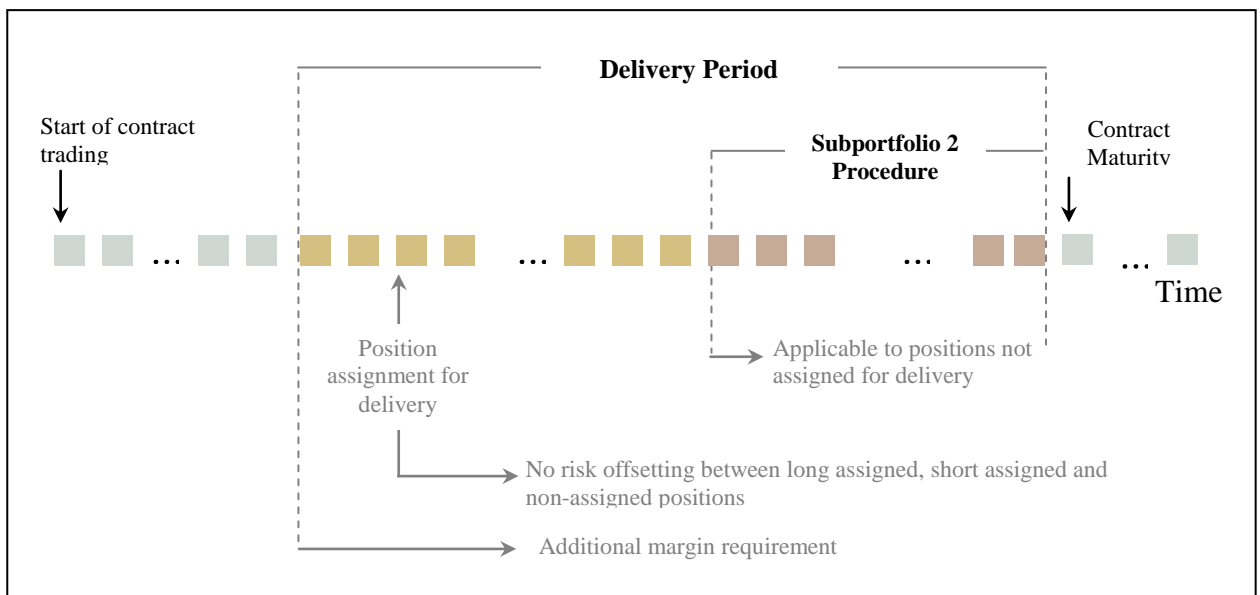 Delivery Period
Start of contract
trading
Subportfolio 2
Procedure
Contract
Maturity
... ... ... ...
Time
Position
assignment for
delivery
Applicable to positions not
assigned for delivery
No risk offsetting between long assigned, short assigned and
non-assigned positions
Additional margin requirement